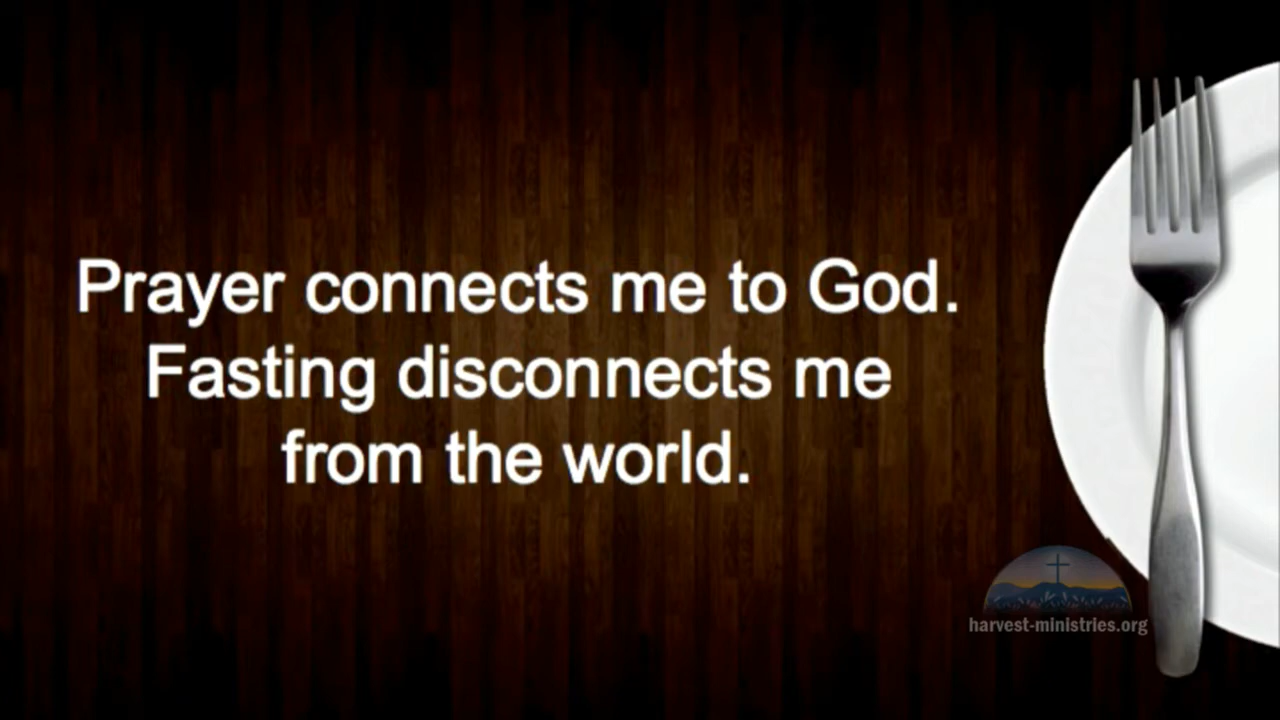 Prayer connects me to God.
Fasting disconnects me
from the world.
harvest-ministries.org